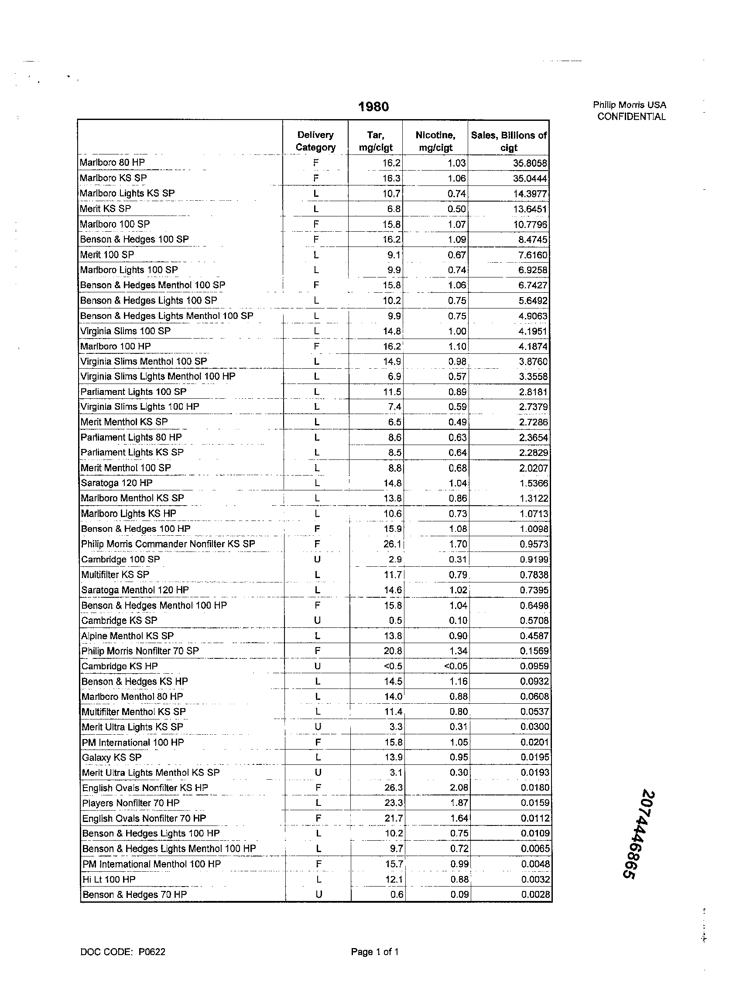 1980
Philip Morris USA
CONFIDENTIAL
Delivery Category Tar, mg/cigt Nicotine, mg/cigt Sales, Billions of cigt
Marlboro 80 HP F 16.2 1.03 35.8058
Marlboro KS SP F 16.3 1.06 35.0444
Marlboro Lights KS SP L 10.7 0.74 14.3977
Merit KS SP L 6.8 0.50 13.6451
Marlboro 100 SP F 15.8 1.07 10.7796
Benson & Hedges 100 SP F 16.2 1.09 8.4745
Merit 100 SP L 9.1 0.67 7.6160
Marlboro Lights 100 SP L 9.9 0.74 6.9258
Benson & Hedges Menthol 100 SP F 15.8 1.06 6.7427
Benson & Hedges Lights 100 SP L 10.2 0.75 5.6492
Benson & Hedges Lights Menthol 100 SP L 9.9 0.75 4.9063
Virginia Slims 100 SP L 14.8 1.00 4.1951
Marlboro 100 HP F 16.2 1.10 4.1874
Virginia Slims Menthol 100 SP L 14.9 0.98 3.8760
Virginia Slims Lights Menthol 100 HP L 6.9 0.57 3.3558
Parliament Lights 100 SP L 11.5 0.89 2.8181
Virginia Slims Lights 100 HP L 7.4 0.59 2.7379
Merit Menthol KS SP L 6.5 0.49 2.7286
Parliament Lights 80 HP L 8.6 0.63 2.3654
Parliament Lights KS SP L 8.5 0.64 2.2829
Merit Menthol 100 SP L 8.8 0.68 2.0207
Saratoga 120 HP L 14.8 1.04 1.5366
Marlboro Menthol KS SP L 13.8 0.86 1.3122
Marlboro Lights KS HP L 10.6 0.73 1.0713
Benson & Hedges 100 HP F 15.9 1.08 1.0098
Philip Morris Commander Nonfilter KS SP F 26.1 1.70 0.9573
Cambridge 100 SP U 2.9 0.31 0.9199
Multifilter KS SP L 11.7 0.79 0.7838
Saratoga Menthol 120 HP L 14.6 1.02 0.7395
Benson & Hedges Menthol 100 HP F 15.8 1.04 0.6498
Cambridge KS SP U 0.5 0.10 0.5708
Alpine Menthol KS SP L 13.8 0.90 0.4587
Philip Morris Nonfilter 70 SP F 20.8 1.34 0.1569
Cambridge KS HP U <0.5 <0.05 0.0959
Benson & Hedges KS HP L 14.5 1.16 0.0932
Marlboro Menthol 80 HP L 14.0 0.88 0.0608
Multifilter Menthol KS SP L 11.4 0.80 0.0537
Merit Ultra Lights KS SP U 3.3 0.31 0.0300
PM International 100 HP F 15.8 1.05 0.0201
Galaxy KS SP L 13.9 0.95 0.0195
Merit Ultra Lights Menthol KS SP U 3.1 0.30 0.0193
English Ovals Nonfilter KS HP F 26.3 2.08 0.0180
Players Nonfilter 70 HP L 23.3 1.87 0.0159
English Ovals Nonfilter 70 HP F 21.7 1.64 0.0112
Benson & Hedges Lights 100 HP L 10.2 0.75 0.0109
Benson & Hedges Lights Menthol 100 HP L 9.7 0.72 0.0065
PM International Menthol 100 HP F 15.7 0.99 0.0048
Hi Lt 100 HP L 12.1 0.88 0.0032
Benson & Hedges 70 HP U 0.6 0.09 0.0028
2074446865
DOC CODE: P0622 Page 1 of 1